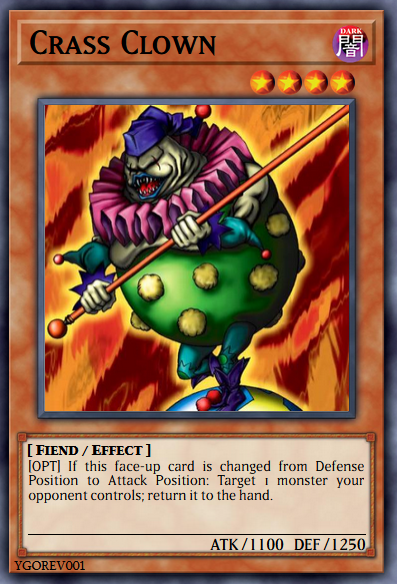 Crass Clown
DARK
闇
[ Fiend / Effect ]
[OPT] If this face-up card is changed from Defense
Position to Attack Position: Target 1 monster your
opponent controls; return it to the hand.
ATK / 1100 DEF / 1250
YGOREV001